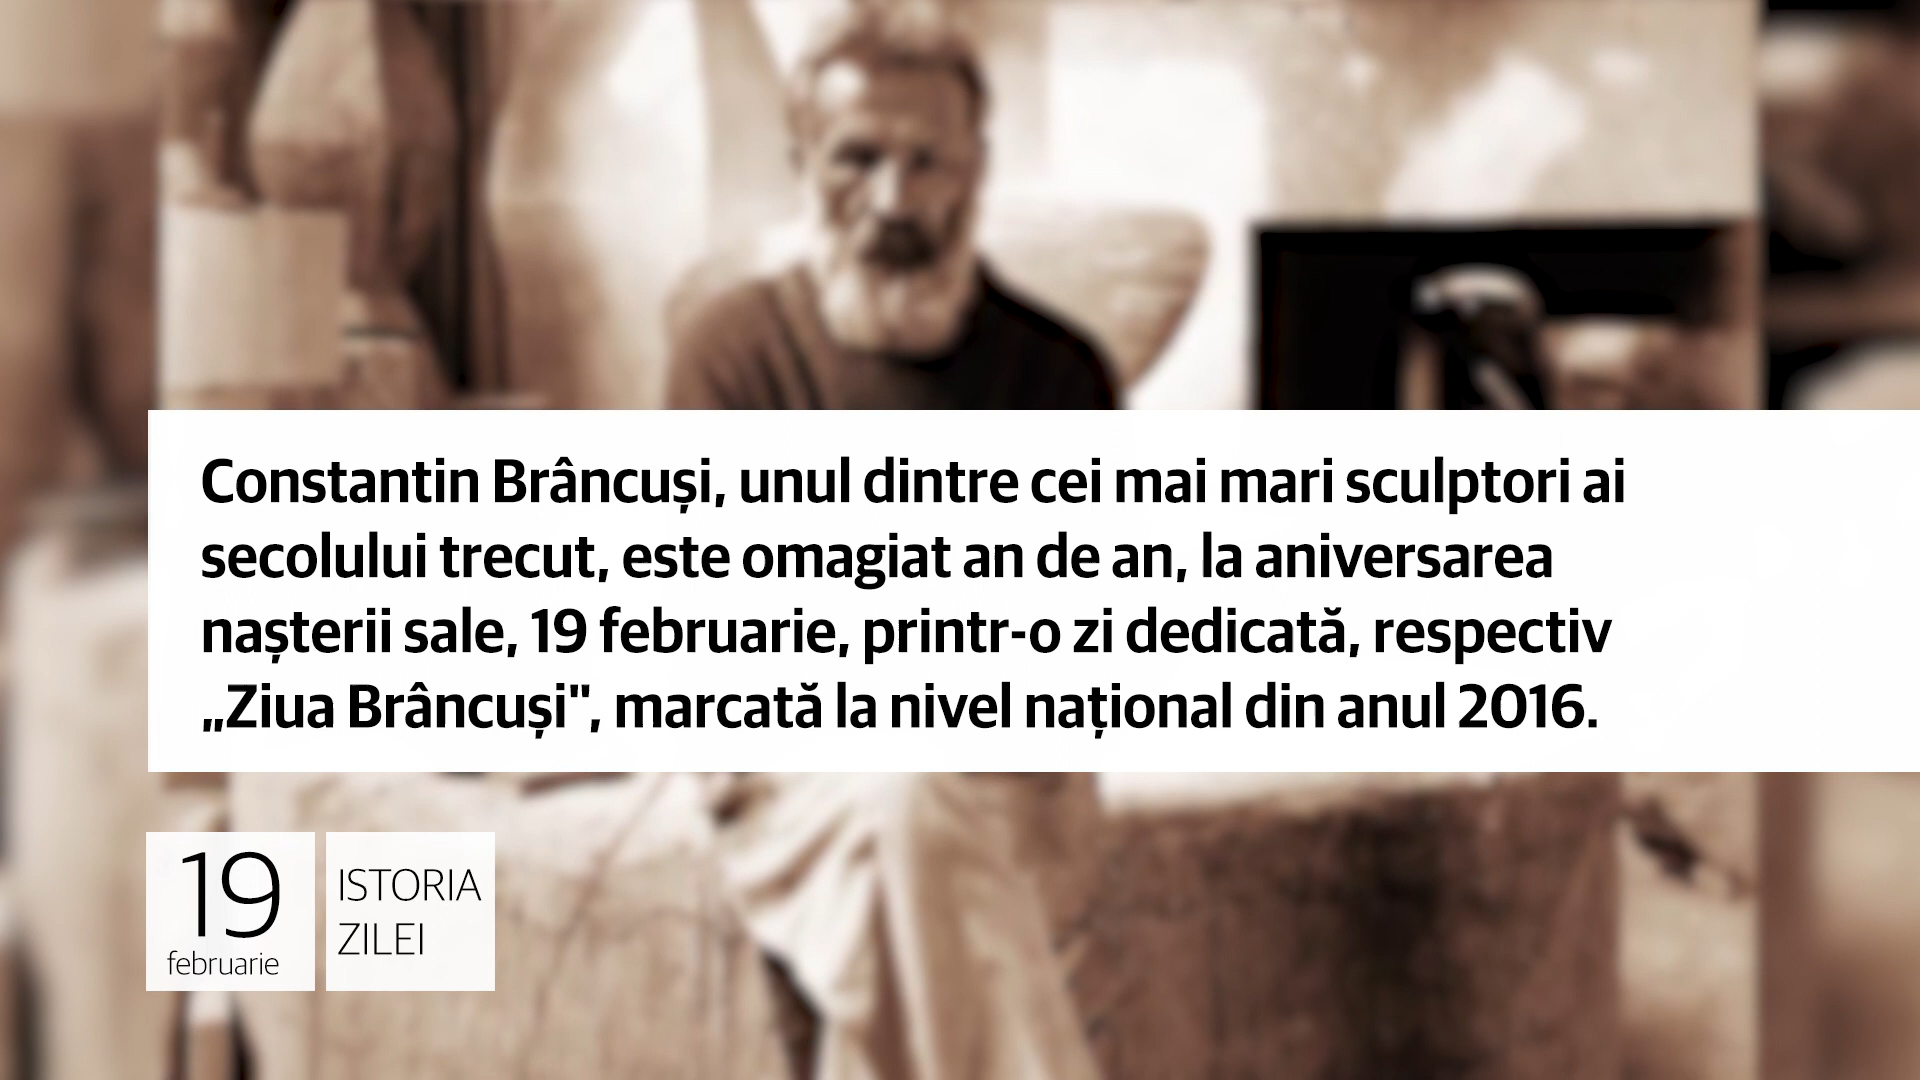 Constantin Brâncuși, unul dintre cei mai mari sculptori ai
secolului trecut, este omagiat an de an, la aniversarea
nașterii sale, 19 februarie, printr-o zi dedicată, respectiv
„Ziua Brâncuși", marcată la nivel național din anul 2016.
19
februarie
ISTORIA
ZILEI